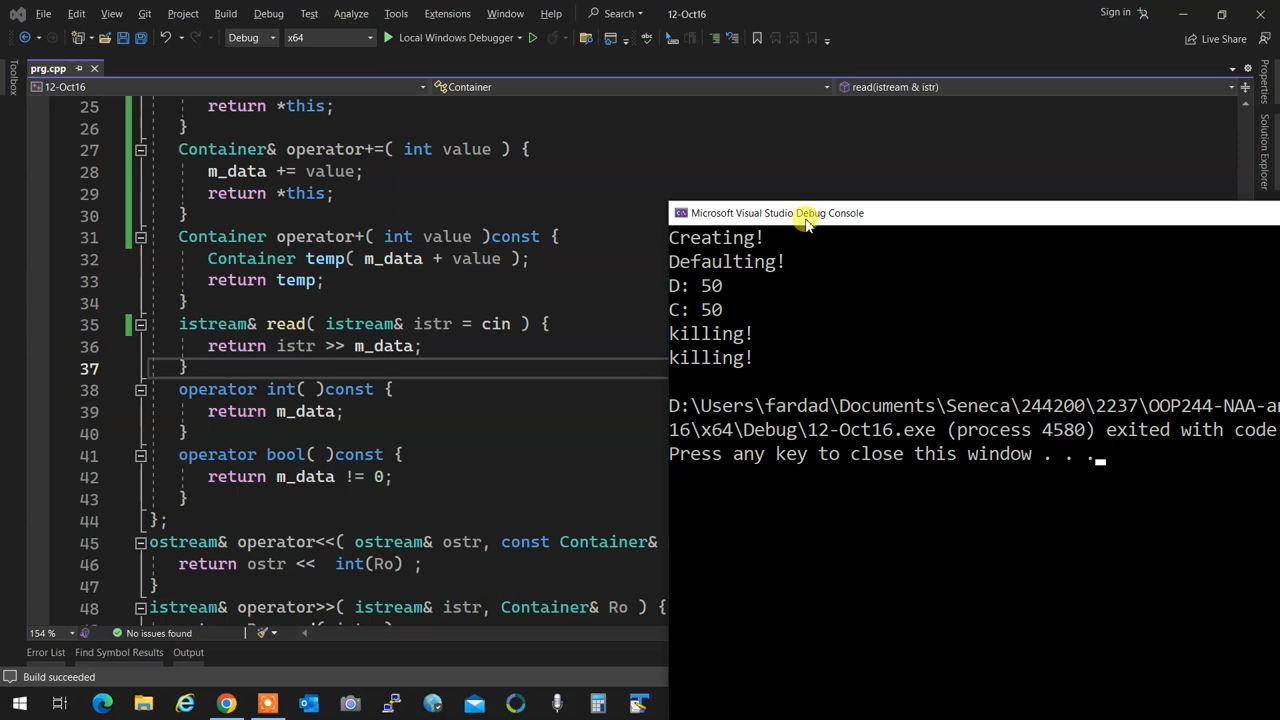 File Edit View Git Project Build Debug Test Analyze Tools Extensions Window Help Search 12-Oct16 Sign in
Debug x64 Local Windows Debugger Live Share
prg.cpp
12-Oct16 Container read(istream & istr)
Toolbox
Properties
Solution Explorer
25 return *this;
26 }
27 Container& operator+=( int value ) {
28 m_data += value;
29 return *this;
30 }
31 Container operator+( int value )const {
32 Container temp( m_data + value );
33 return temp;
34 }
35 istream& read( istream& istr = cin ) {
36 return istr >> m_data;
37 }
38 operator int( )const {
39 return m_data;
40 }
41 operator bool( )const {
42 return m_data != 0;
43 }
44 };
45 ostream& operator<<( ostream& ostr, const Container&
46 return ostr << int(Ro) ;
47 }
48 istream& operator>>( istream& istr, Container& Ro ) {
Microsoft Visual Studio Debug Console
Creating!
Defaulting!
D: 50
C: 50
killing!
killing!
D:\Users\fardad\Documents\Seneca\244200\2237\OOP244-NAA-an
16\x64\Debug\12-Oct16.exe (process 4580) exited with code
Press any key to close this window . . .
154 % No issues found
Error List Find Symbol Results Output
Build succeeded